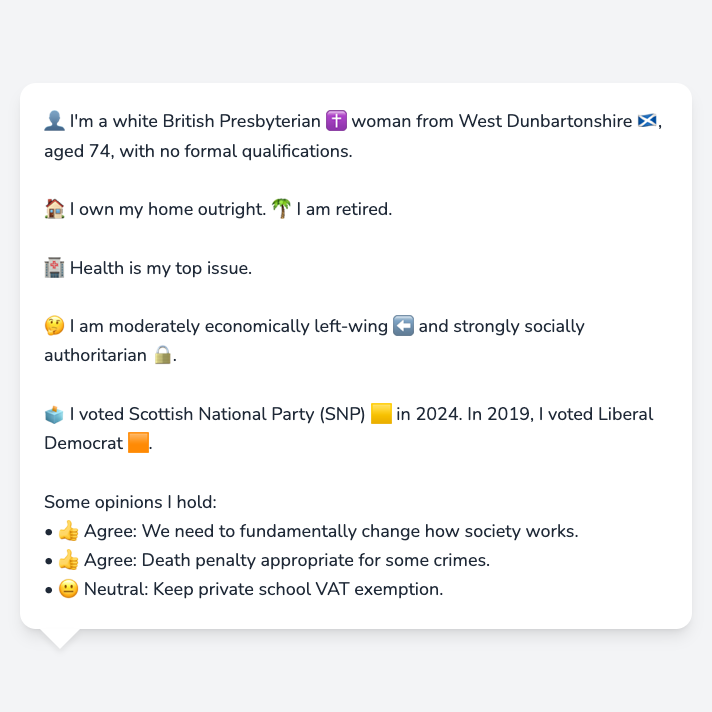 👤 I'm a white British Presbyterian ✝️ woman from West Dunbartonshire 🏴󠁧󠁢󠁳󠁣󠁴󠁿,
aged 74, with no formal qualifications.
🏠 I own my home outright. 🌴 I am retired.
🏥 Health is my top issue.
🤔 I am moderately economically left-wing ⬅️ and strongly socially
authoritarian 🔒.
🗳️ I voted Scottish National Party (SNP) 🟨 in 2024. In 2019, I voted Liberal
Democrat 🟧.
Some opinions I hold:
• 👍 Agree: We need to fundamentally change how society works.
• 👍 Agree: Death penalty appropriate for some crimes.
• 😐 Neutral: Keep private school VAT exemption.